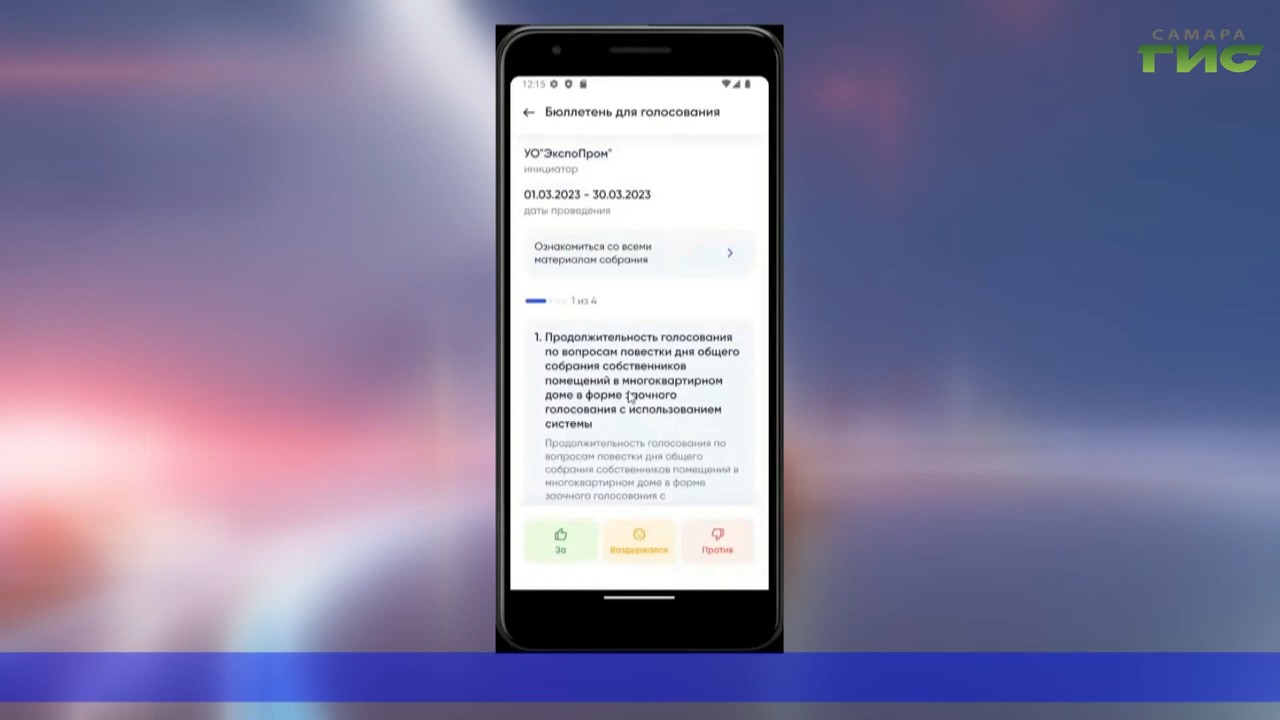 САМАРА
ГИС
12:15
Бюллетень для голосования
УО"ЭкспоПром"
инициатор
01.03.2023 - 30.03.2023
даты проведения
Ознакомиться со всеми
материалам собрания
1 из 4
1. Продолжительность голосования
по вопросам повестки дня общего
собрания собственников
помещений в многоквартирном
доме в форме заочного
голосования с использованием
системы
Продолжительность голосования по
вопросам повестки дня общего
собрания собственников помещений в
многоквартирном доме в форме
заочного голосования с
За
Воздержался
Против